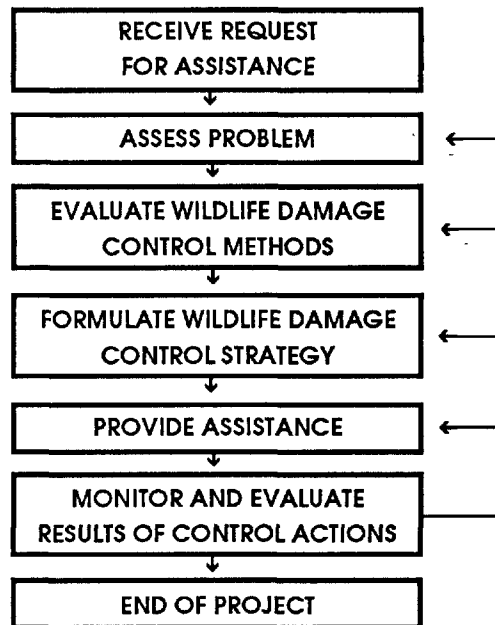 RECEIVE REQUEST
FOR ASSISTANCE
ASSESS PROBLEM
EVALUATE WILDLIFE DAMAGE
CONTROL METHODS
FORMULATE WILDLIFE DAMAGE
CONTROL STRATEGY
PROVIDE ASSISTANCE
MONITOR AND EVALUATE
RESULTS OF CONTROL ACTIONS
END OF PROJECT